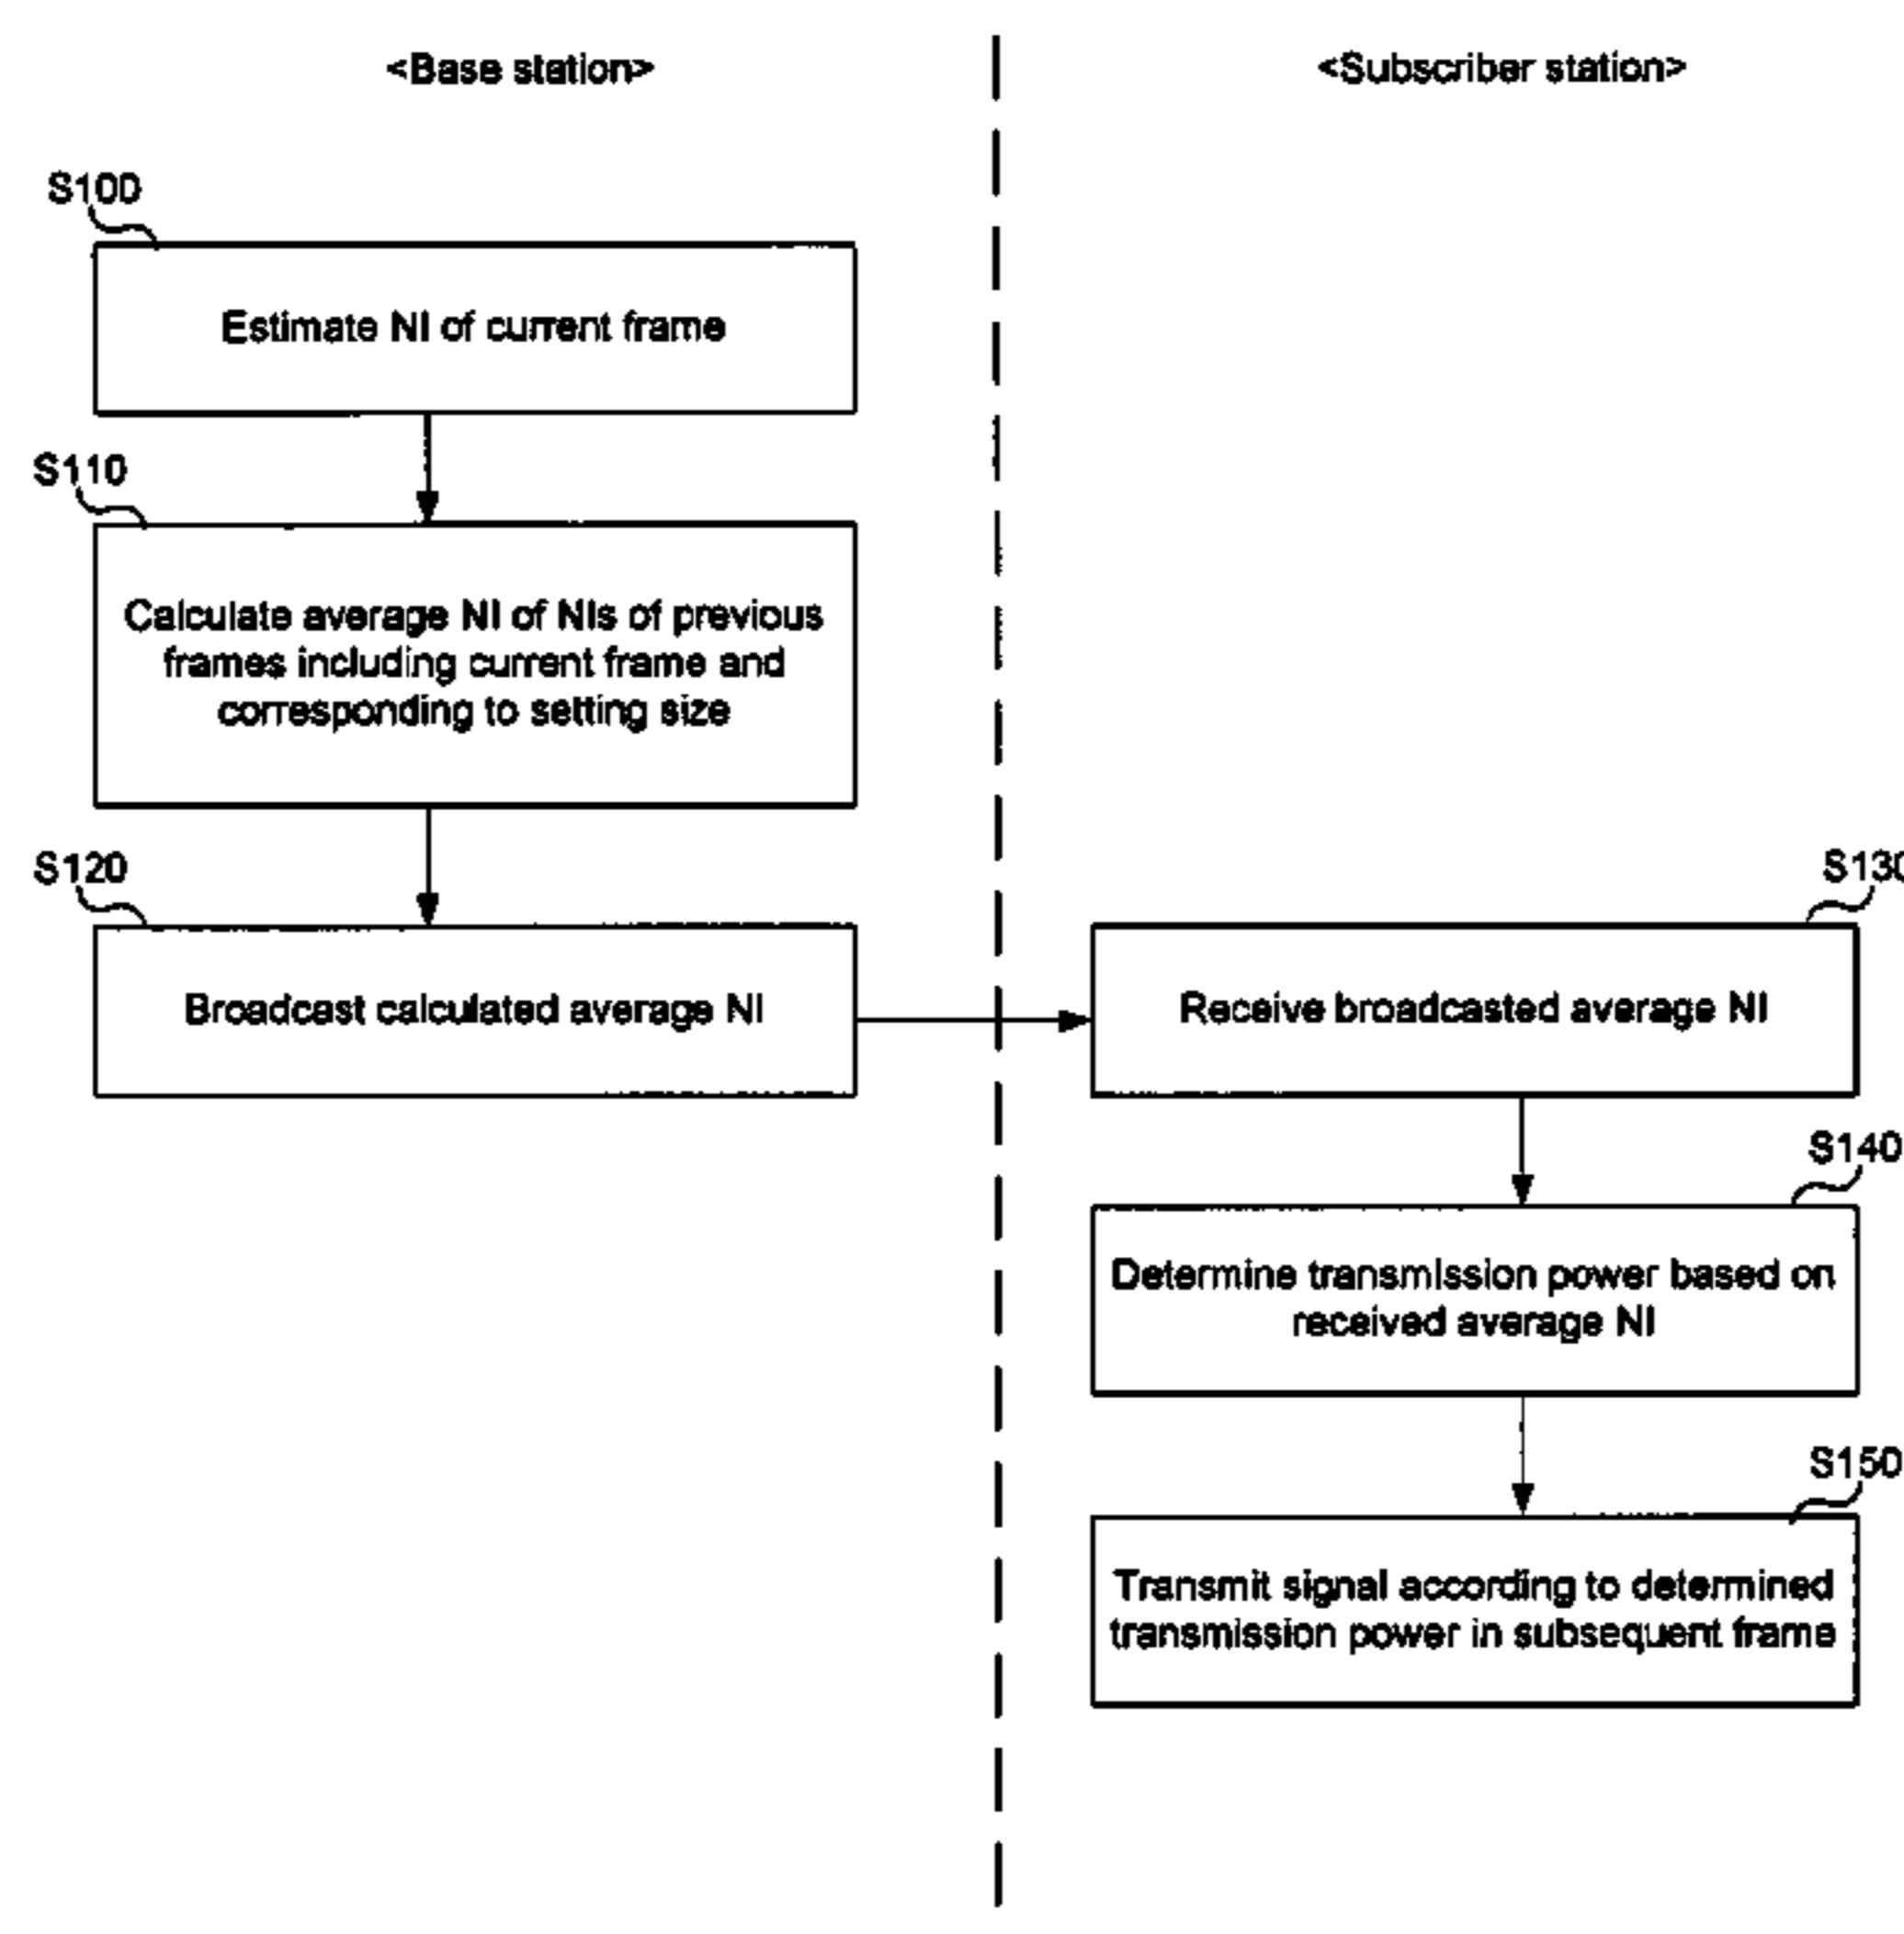 <Base station>
<Subscriber station>
S100
Estimate NI of current frame
S110
Calculate average NI of NIs of previous
frames including current frame and
corresponding to setting size
S120
Broadcast calculated average NI
S130
Receive broadcasted average NI
S140
Determine transmission power based on
received average NI
S150
Transmit signal according to determined
transmission power in subsequent frame